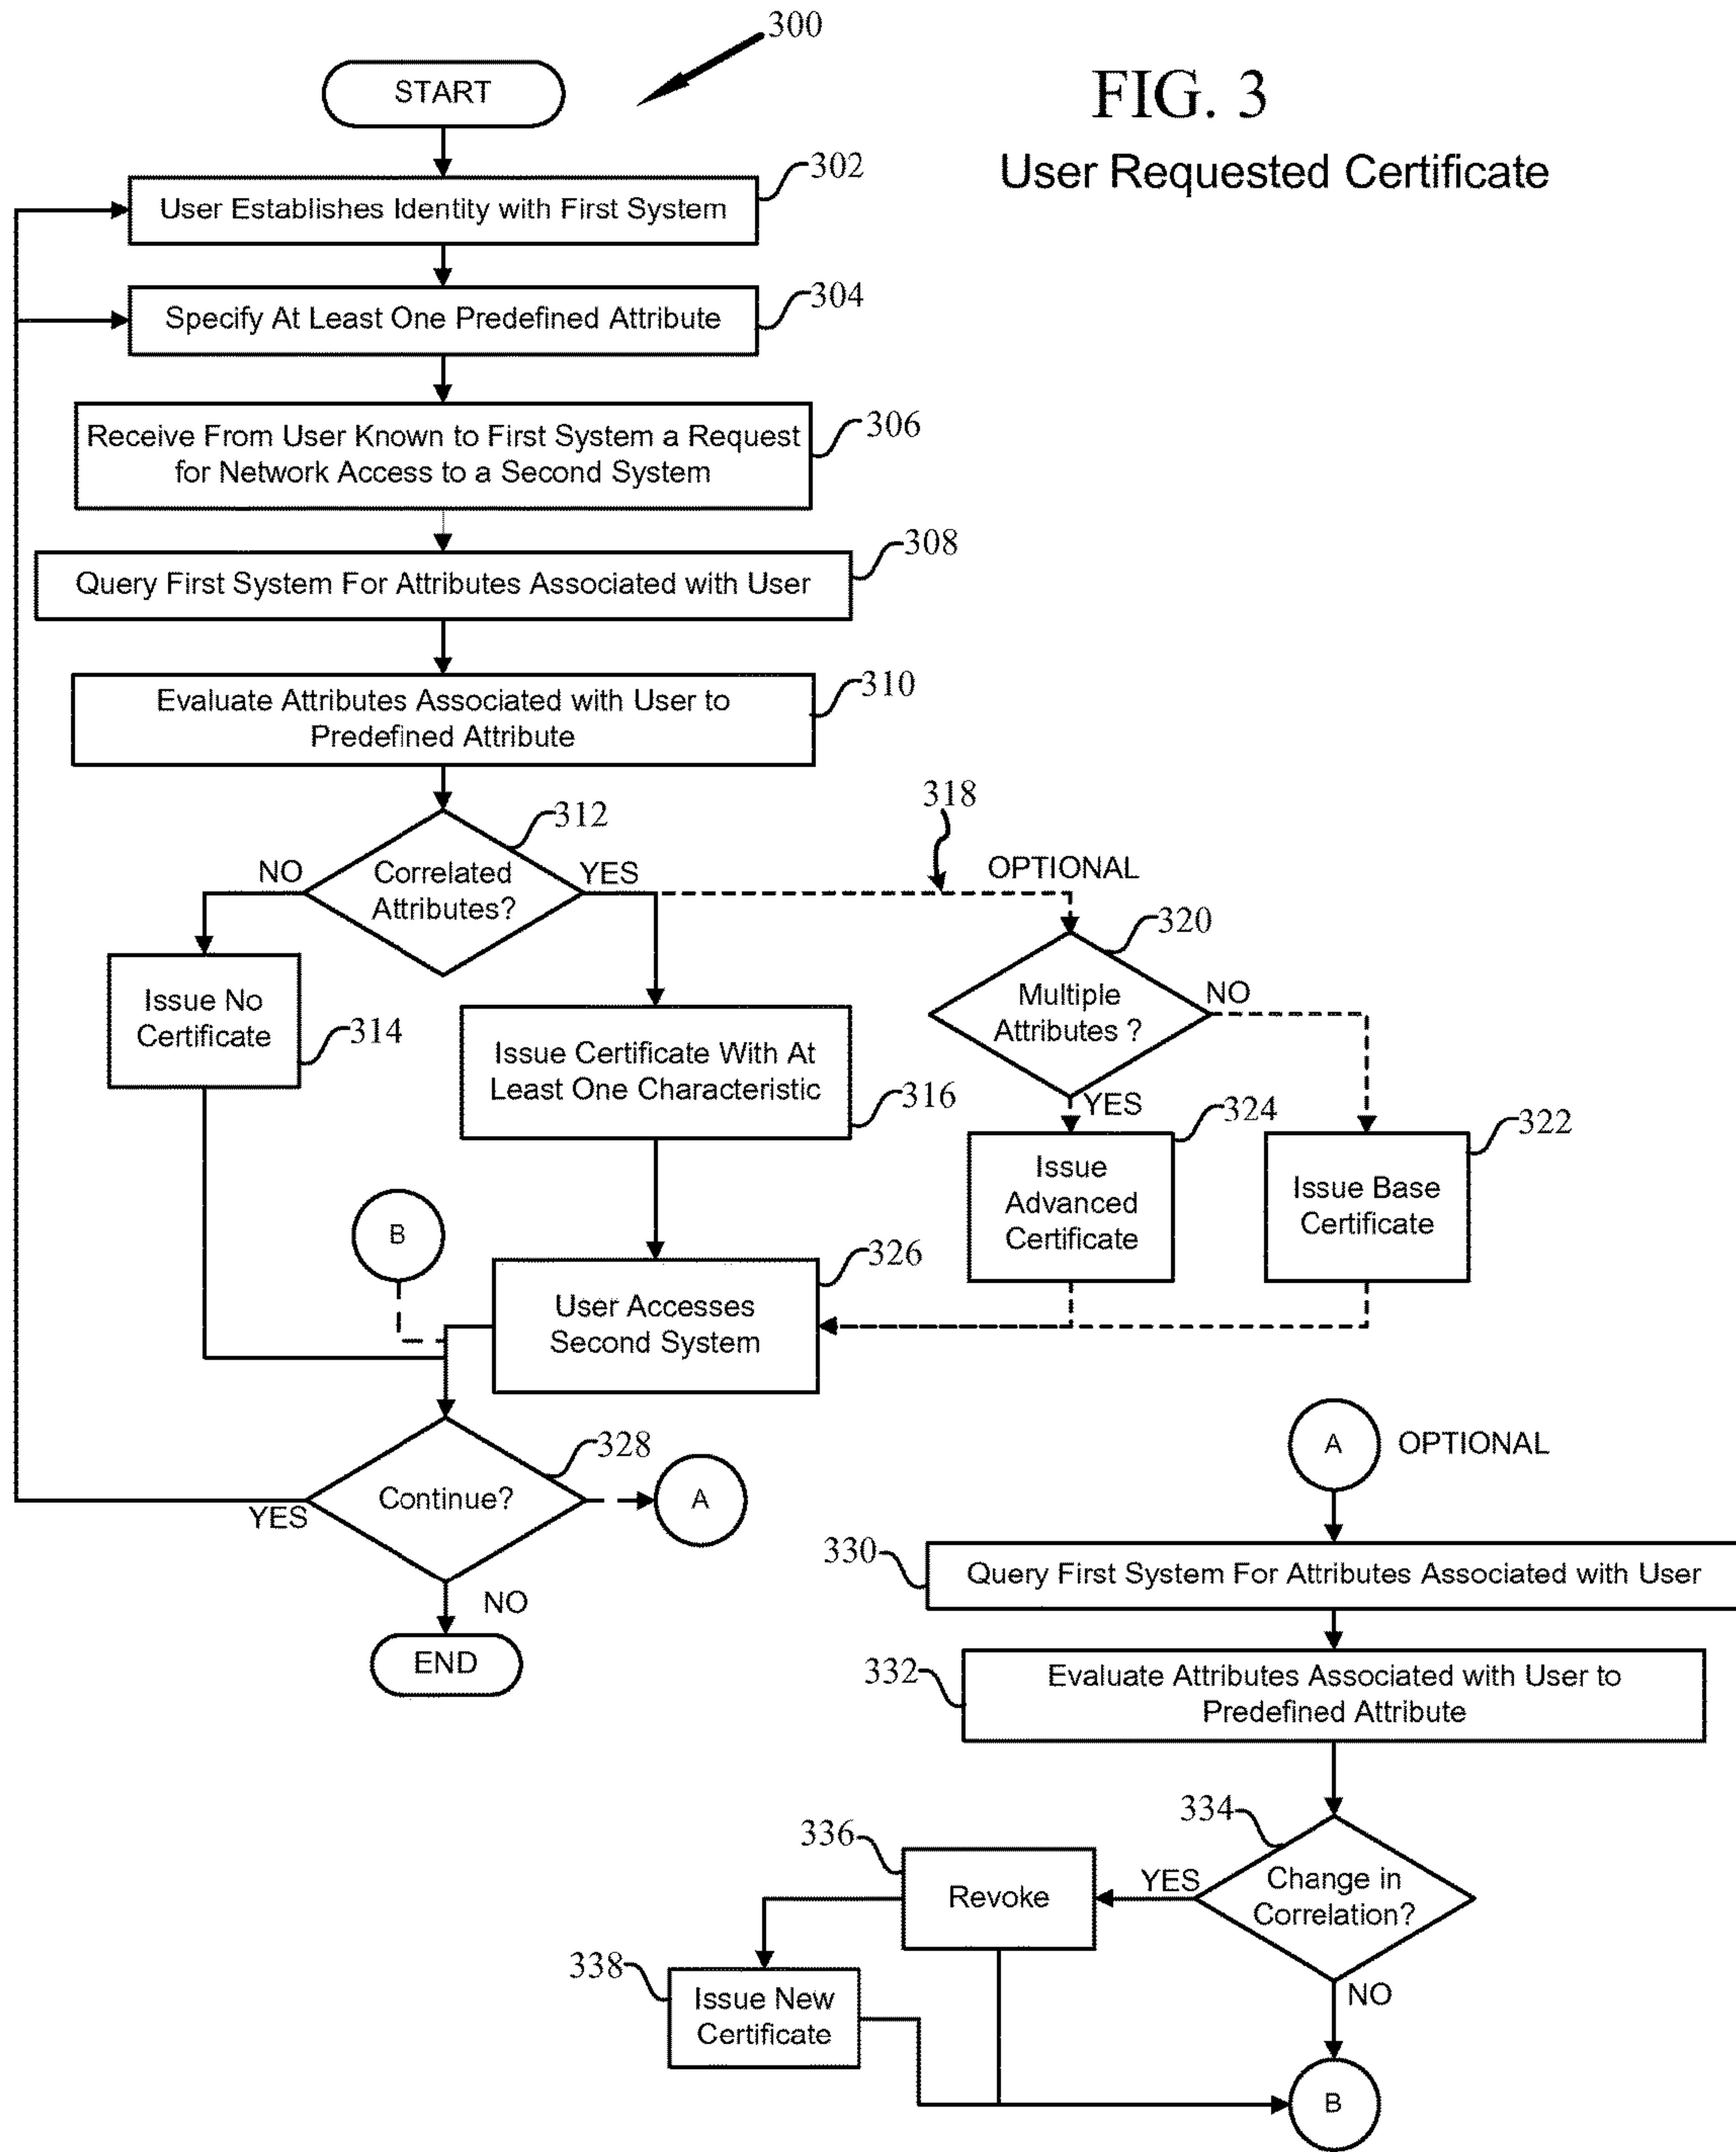 300
START
FIG. 3
User Requested Certificate
302
User Establishes Identity with First System
304
Specify At Least One Predefined Attribute
306
Receive From User Known to First System a Request
for Network Access to a Second System
308
Query First System For Attributes Associated with User
310
Evaluate Attributes Associated with User to
Predefined Attribute
312
318
NO
Correlated
Attributes?
YES
OPTIONAL
320
Multiple
Attributes ?
NO
Issue No
Certificate
314
Issue Certificate With At
Least One Characteristic
316
YES
324
322
Issue
Advanced
Certificate
Issue Base
Certificate
B
326
User Accesses
Second System
328
Continue?
YES
A
NO
END
A
OPTIONAL
330
Query First System For Attributes Associated with User
332
Evaluate Attributes Associated with User to
Predefined Attribute
334
336
Revoke
YES
Change in
Correlation?
338
Issue New
Certificate
NO
B